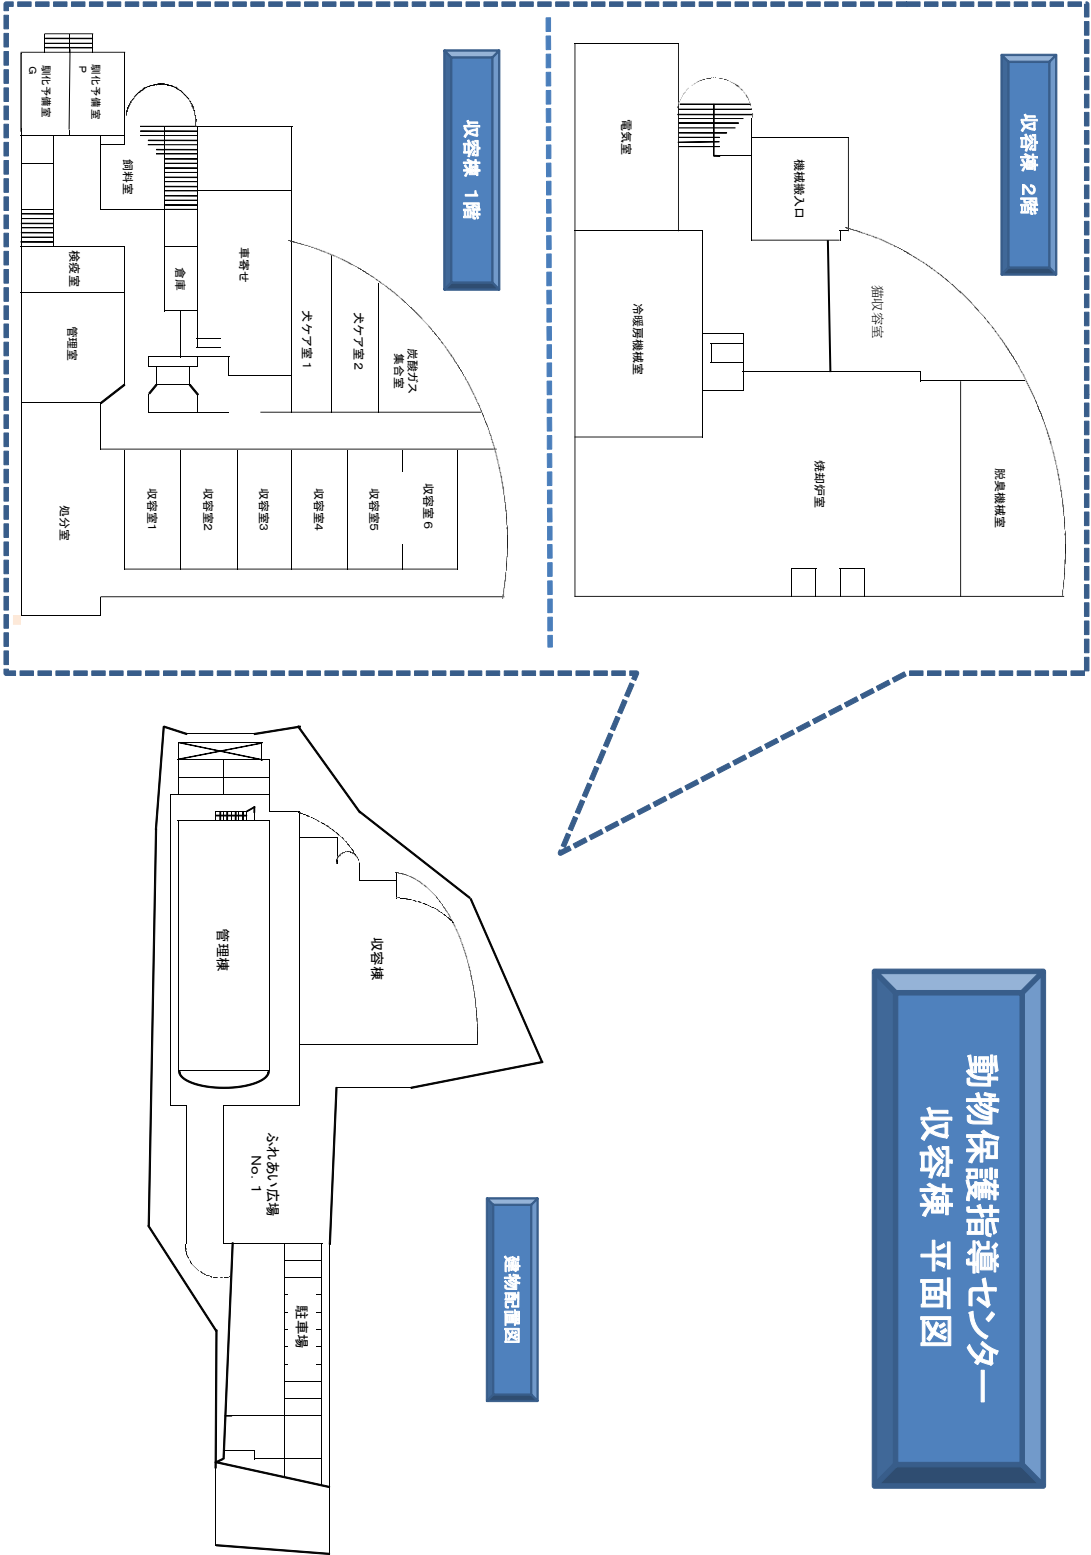 動物保護指導センター
収容棟 平面図
収容棟 2階
電気室
機械搬入口
猫収容室
冷暖房機械室
焼却炉室
脱臭機械室
収容棟 1階
馴化予備室
P
馴化予備室
G
飼料室
検疫室
倉庫
車寄せ
管理室
犬ケア室1
犬ケア室2
炭酸ガス
集合室
処分室
収容室1
収容室2
収容室3
収容室4
収容室5
収容室6
建物配置図
管理棟
収容棟
ふれあい広場
No. 1
駐車場